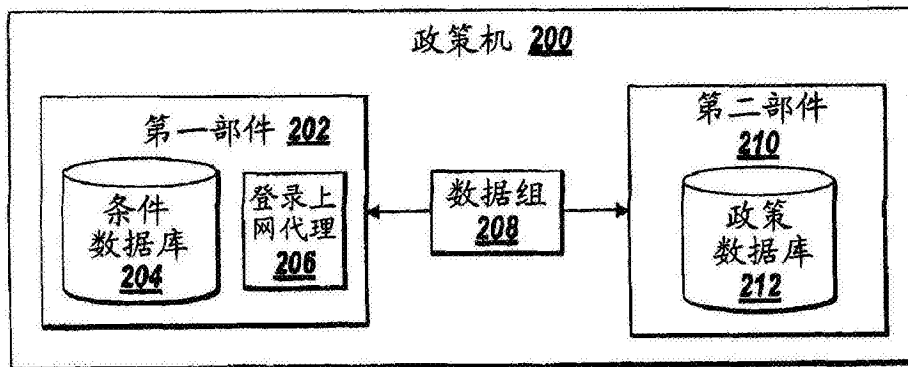 政策机 200
第一部件 202
条件
数据库
204
登录上
网代理
206
数据组
208
第二部件
210
政策
数据库
212